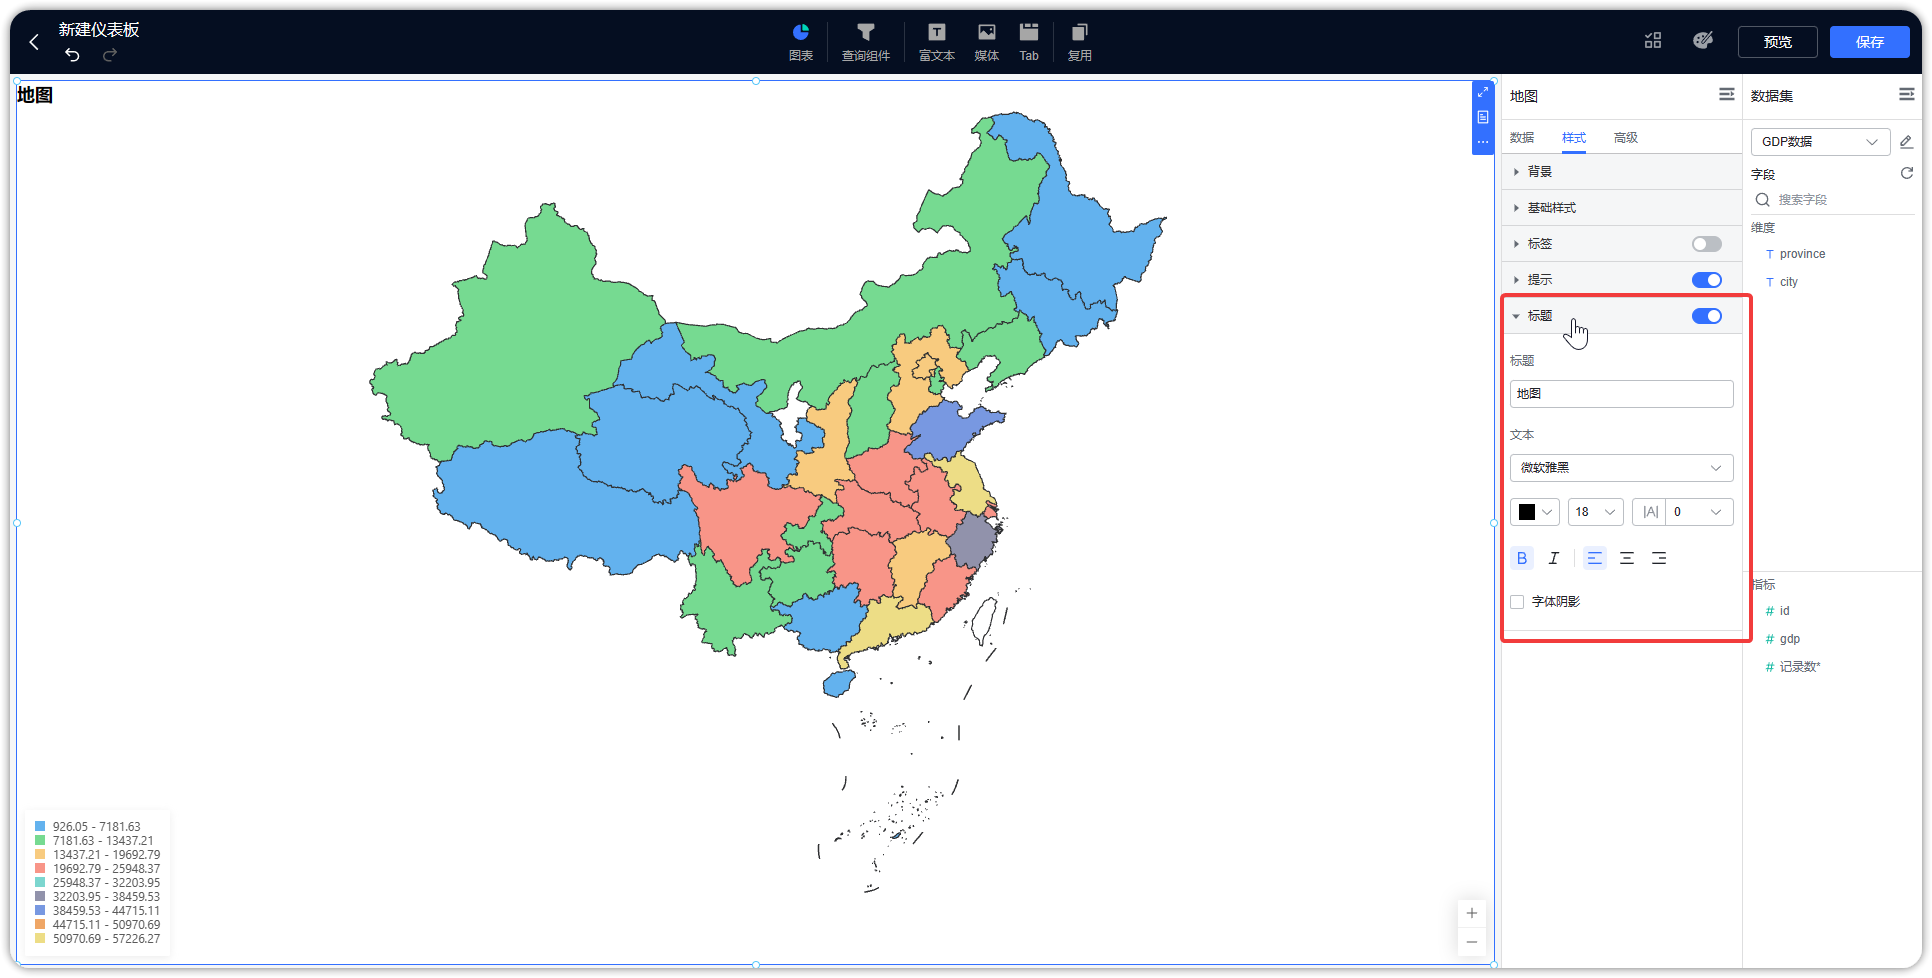 新建仪表板
图表
查询组件
富文本
媒体
Tab
复用
预览
保存
地图
926.05 - 7181.63
7181.63 - 13437.21
13437.21 - 19692.79
19692.79 - 25948.37
25948.37 - 32203.95
32203.95 - 38459.53
38459.53 - 44715.11
44715.11 - 50970.69
50970.69 - 57226.27
地图
数据
样式
高级
背景
基础样式
标签
提示
标题
标题
地图
文本
微软雅黑
18
|A|
0
B
I
字体阴影
数据集
GDP数据
字段
搜索字段
维度
T province
T city
指标
# id
# gdp
# 记录数*